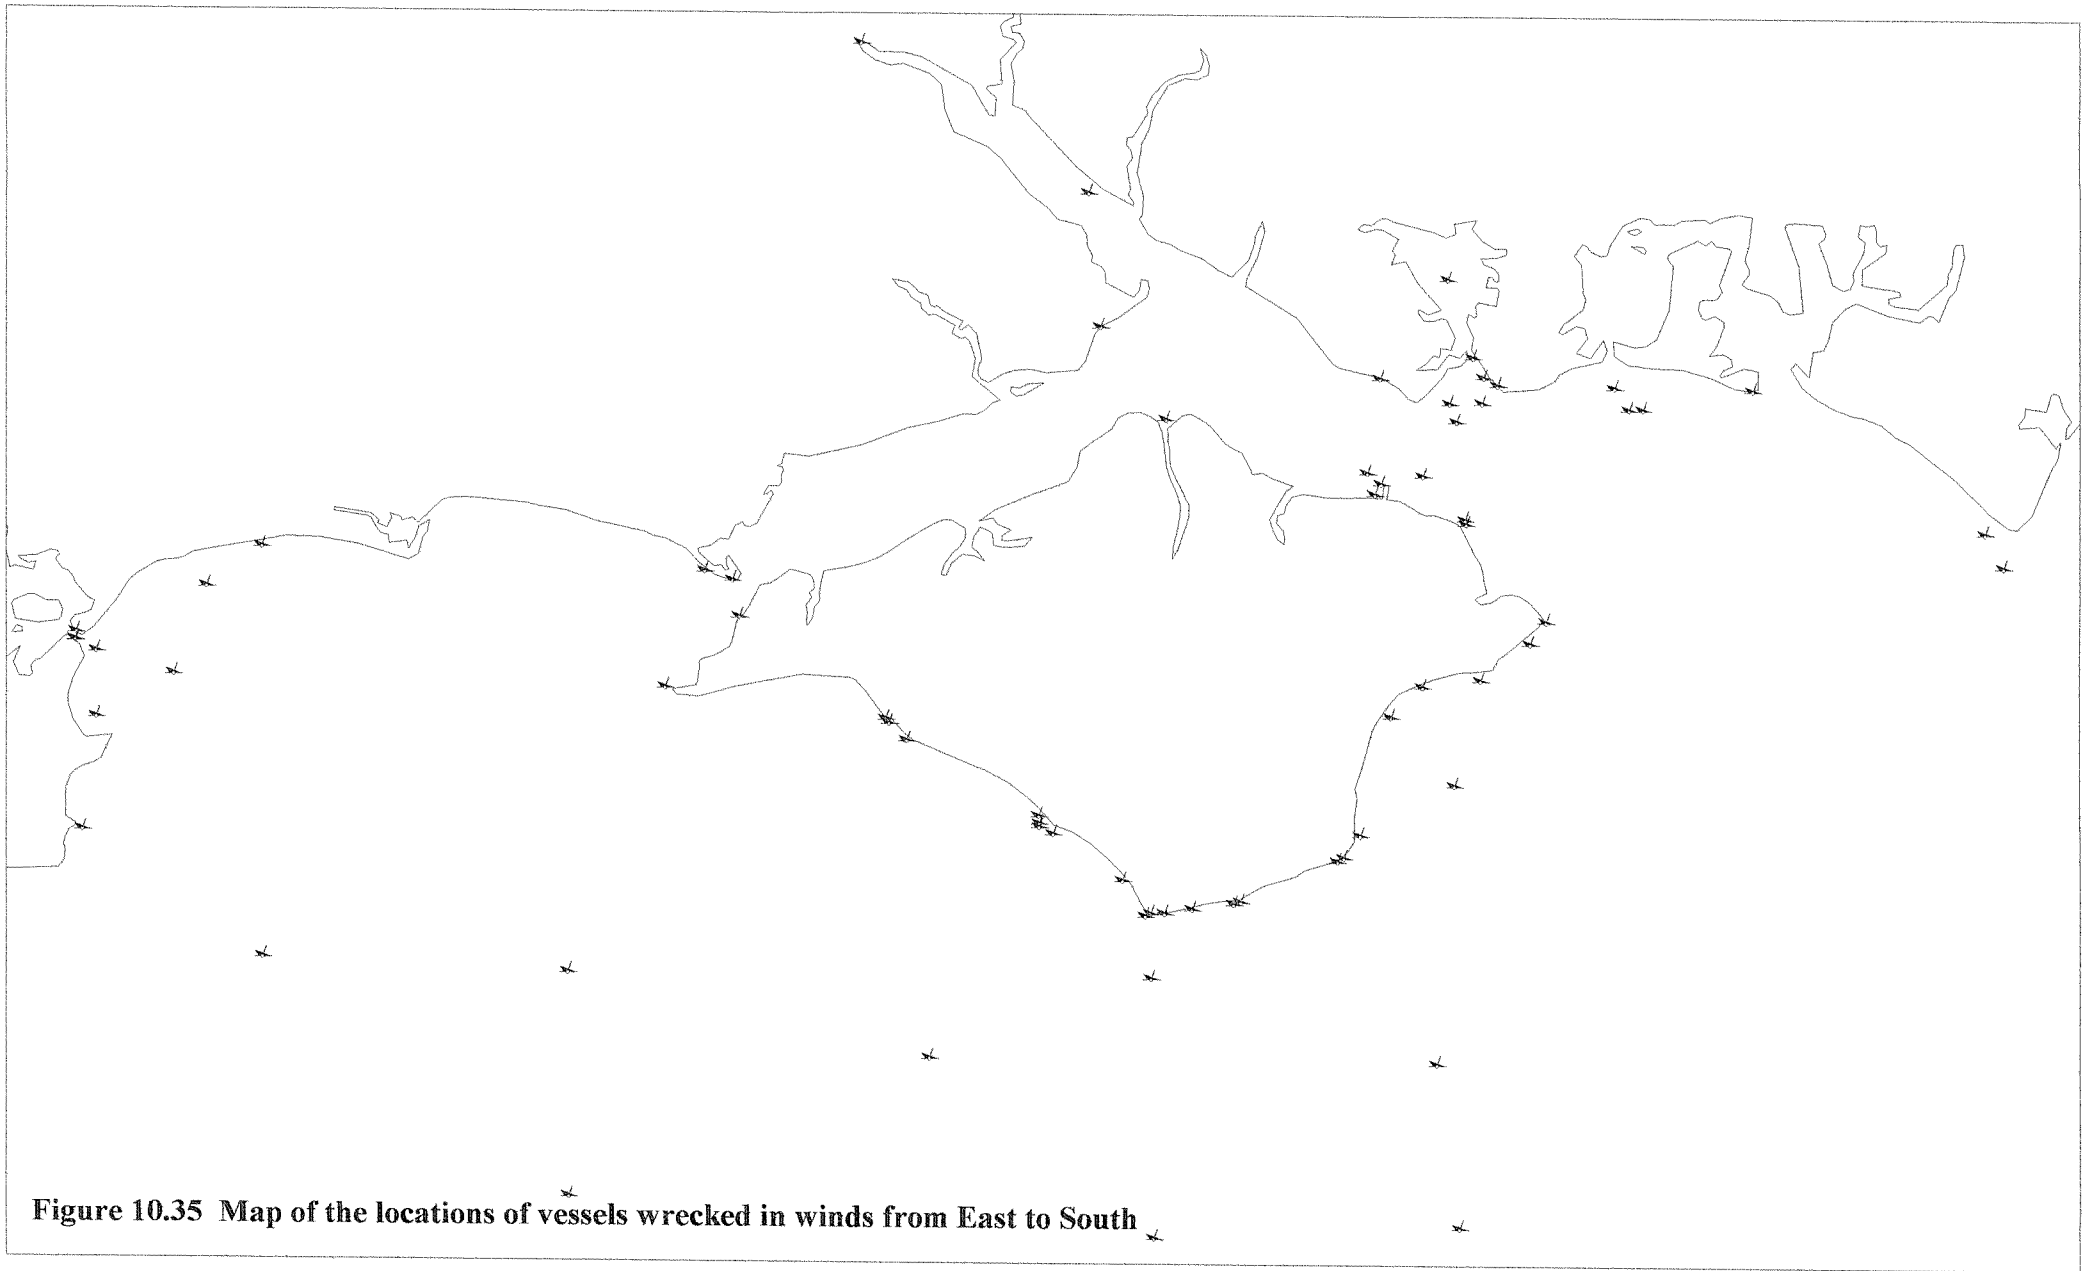 Figure 10.35 Map of the locations of vessels wrecked in winds from East to South